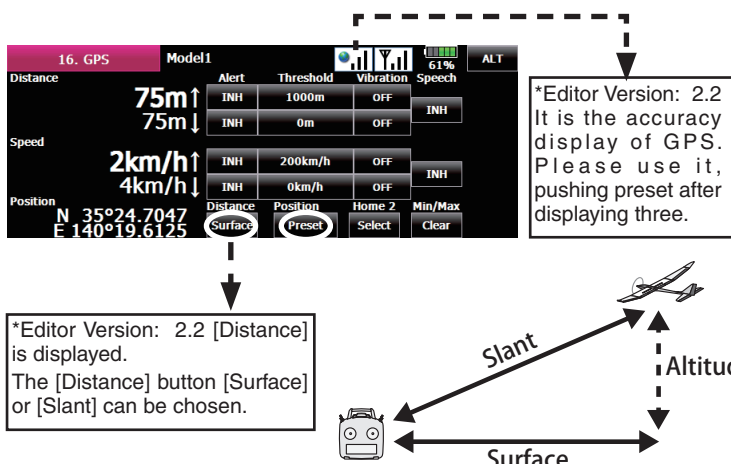 16. GPS Model1 61% ALT
Distance Alert Threshold Vibration Speech
75m↑ INH 1000m OFF
INH
75m↓ INH 0m OFF
Speed
2km/h↑ INH 200km/h OFF
INH
4km/h↓ INH 0km/h OFF
Position Distance Position Home 2 Min/Max
N 35°24.7047
E 140°19.6125 Surface Preset Select Clear
*Editor Version: 2.2
It is the accuracy
display of GPS.
Please use it,
pushing preset after
displaying three.
*Editor Version: 2.2 [Distance]
is displayed.
The [Distance] button [Surface]
or [Slant] can be chosen.
Slant
Altitud
Surface